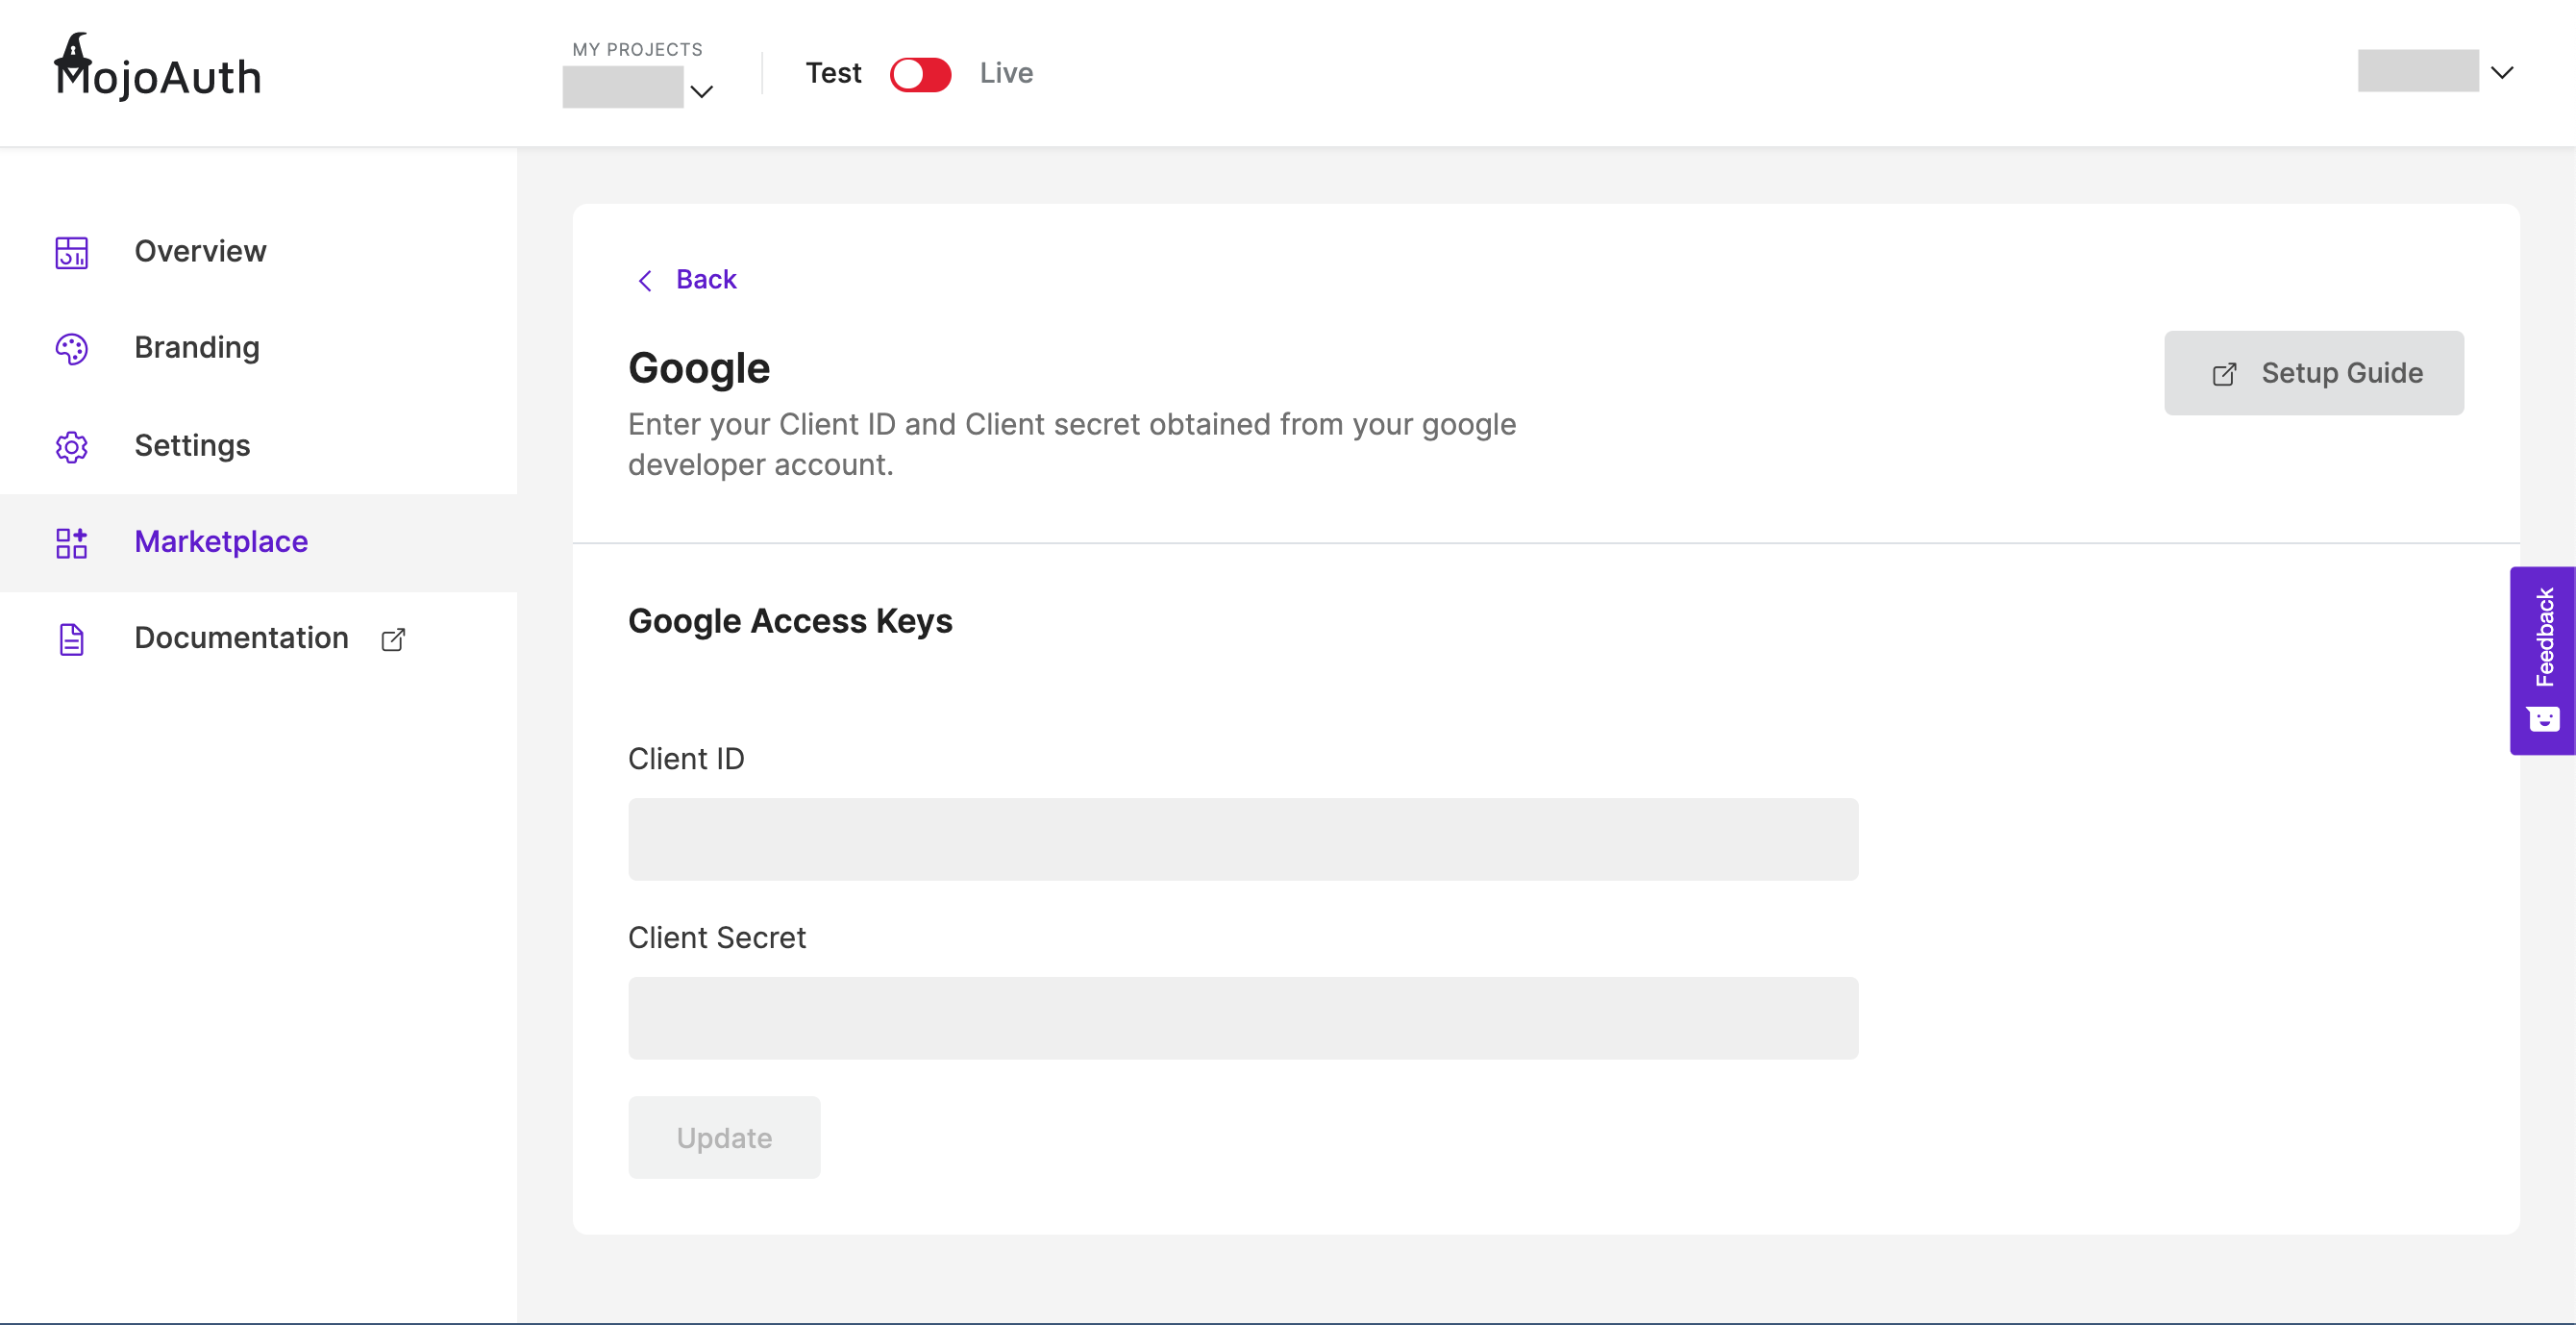 MojoAuth
MY PROJECTS
Test Live
Overview
Branding
Settings
Marketplace
Documentation
Back
Google
Setup Guide
Enter your Client ID and Client secret obtained from your google
developer account.
Google Access Keys
Client ID
Client Secret
Update
Feedback